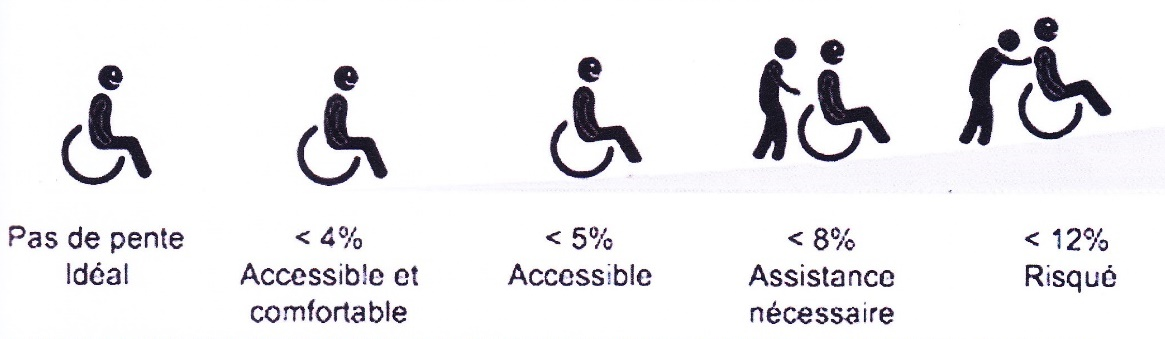 Pas de pente
Idéal
< 4%
Accessible et
comfortable
< 5%
Accessible
< 8%
Assistance
nécessaire
< 12%
Risqué